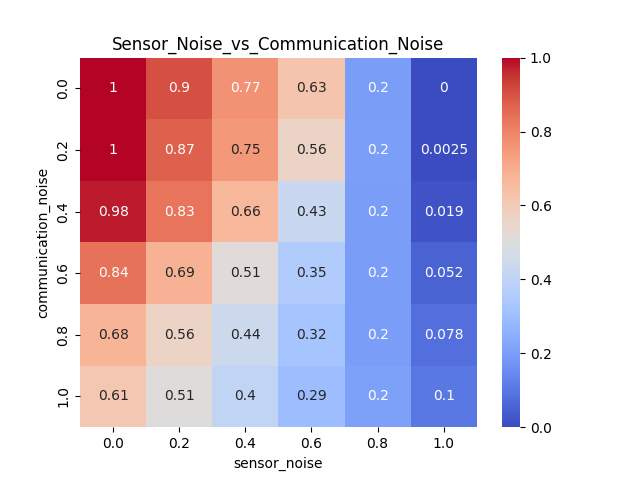 Sensor_Noise_vs_Communication_Noise
communication_noise
0.0 1 0.9 0.77 0.63 0.2 0
0.2 1 0.87 0.75 0.56 0.2 0.0025
0.4 0.98 0.83 0.66 0.43 0.2 0.019
0.6 0.84 0.69 0.51 0.35 0.2 0.052
0.8 0.68 0.56 0.44 0.32 0.2 0.078
1.0 0.61 0.51 0.4 0.29 0.2 0.1
0.0 0.2 0.4 0.6 0.8 1.0
sensor_noise
1.0
0.8
0.6
0.4
0.2
0.0